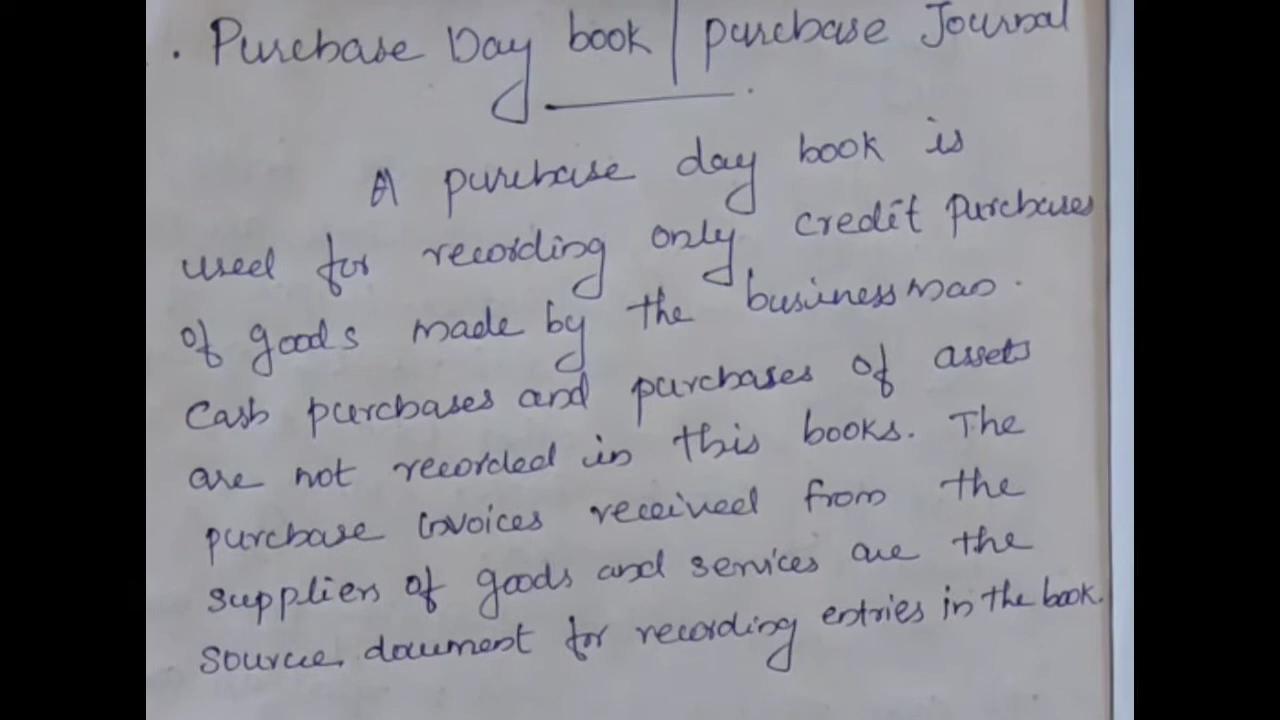 . Purchase Day book | purchase Journal
A purchase day book is
used for recording only credit purchases
of goods made by the businessman.
Cash purchases and purchases of assets
are not recorded in this books. The
purchase invoices received from the
suppliers of goods and services are the
source document for recording entries in the book.